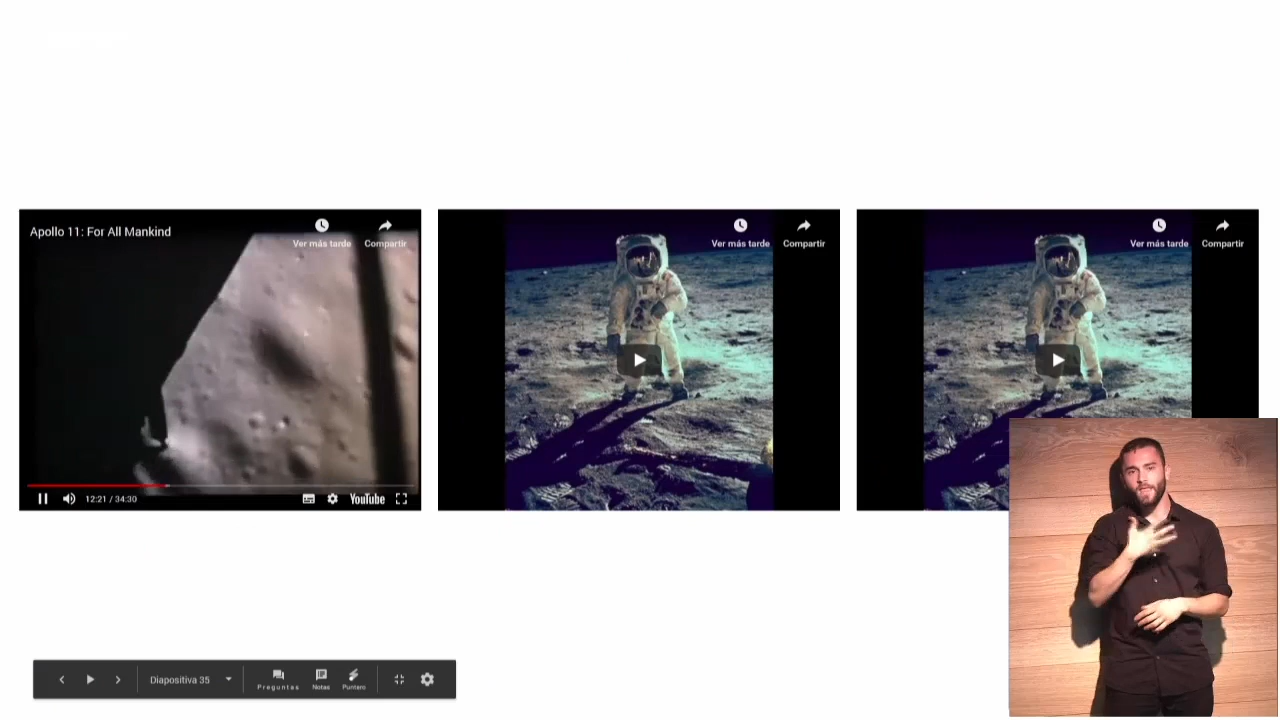 Apollo 11: For All Mankind
Ver más tarde
Compartir
Ver más tarde
Compartir
Ver más tarde
Compartir
12:21 / 34:30
YouTube
Diapositiva 35
Preguntas
Notas
Puntero